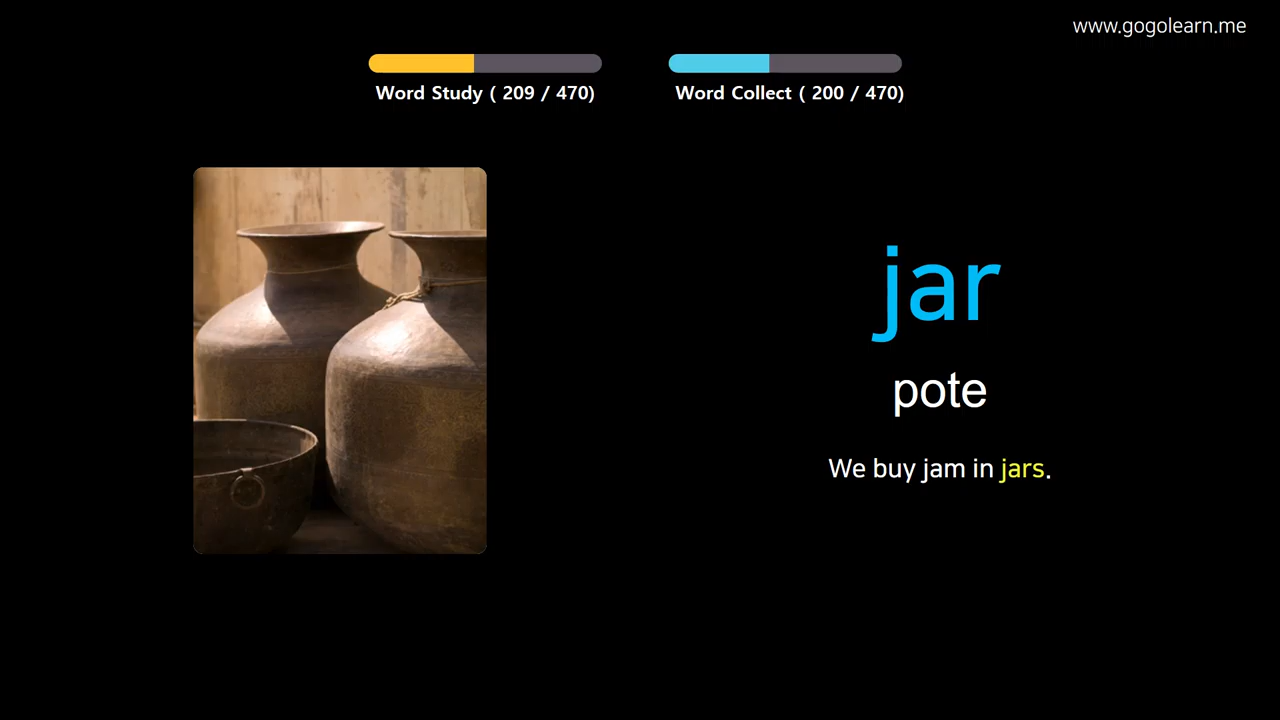 www.gogolearn.me
Word Study ( 209 / 470)
Word Collect ( 200 / 470)
jar
pote
We buy jam in jars.